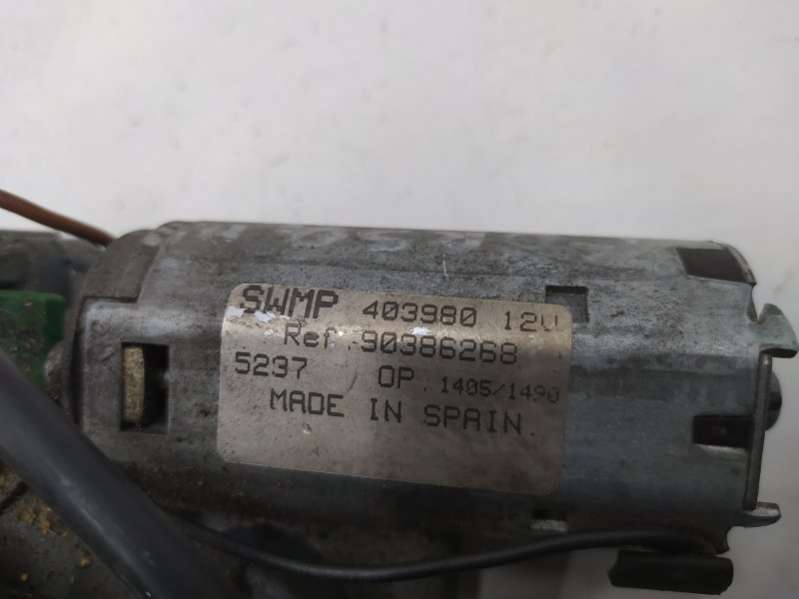 SWMP 403980 12V
Ref. 90386268
5237 OP. 1405/1490
MADE IN SPAIN